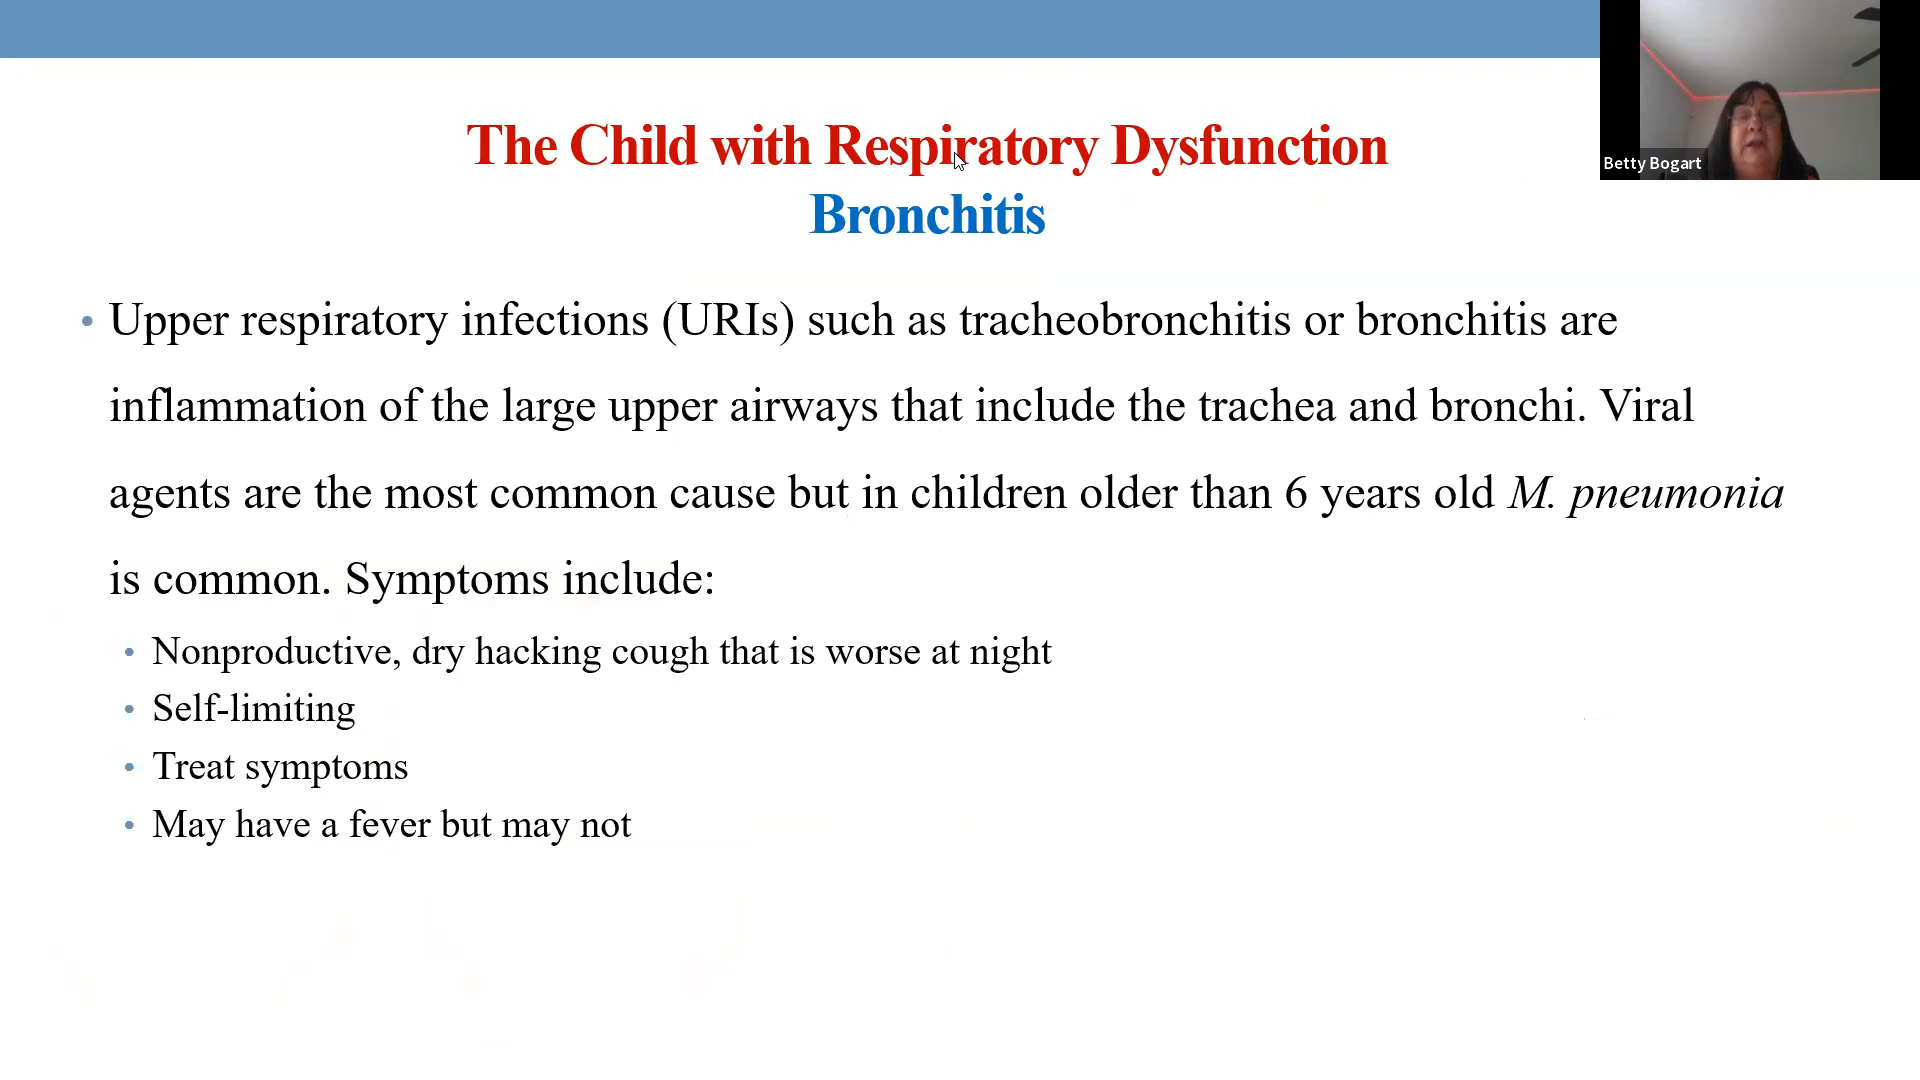 The Child with Respiratory Dysfunction
Bronchitis
Betty Bogart
• Upper respiratory infections (URIs) such as tracheobronchitis or bronchitis are
inflammation of the large upper airways that include the trachea and bronchi. Viral
agents are the most common cause but in children older than 6 years old M. pneumonia
is common. Symptoms include:
• Nonproductive, dry hacking cough that is worse at night
• Self-limiting
• Treat symptoms
• May have a fever but may not